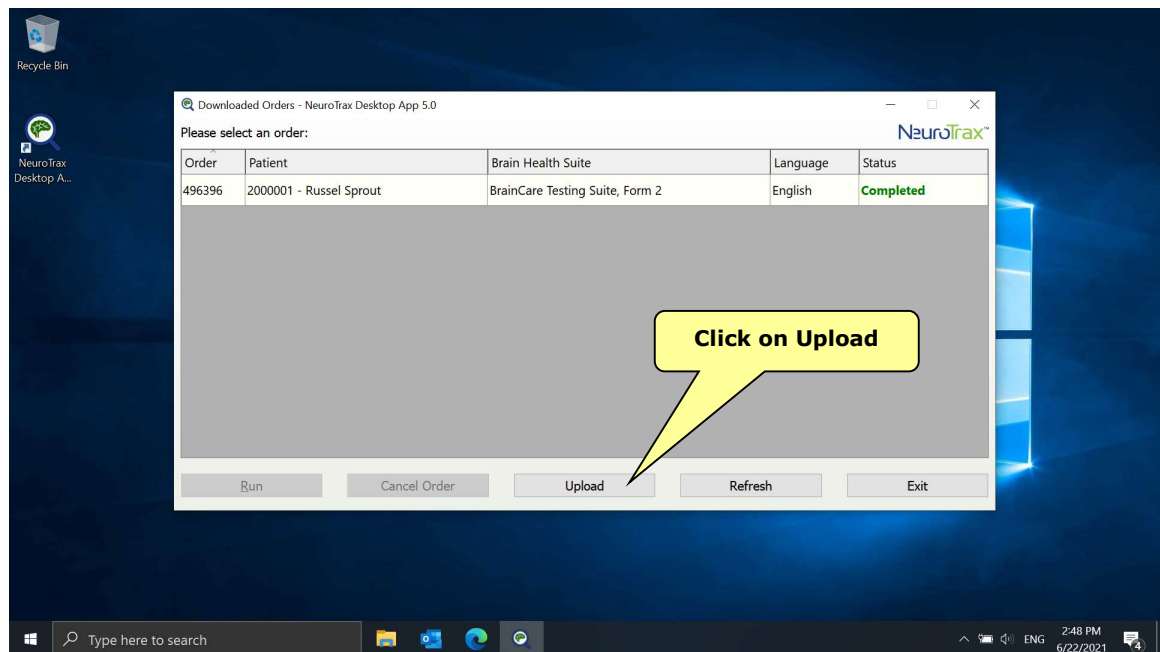 Recycle Bin
NeuroTrax
Desktop A...
Downloaded Orders - NeuroTrax Desktop App 5.0
Please select an order:
NeuroTrax™
Order Patient Brain Health Suite Language Status
496396 2000001 - Russel Sprout BrainCare Testing Suite, Form 2 English Completed
Click on Upload
Run Cancel Order Upload Refresh Exit
Type here to search
ENG
2:48 PM
6/22/2021
4